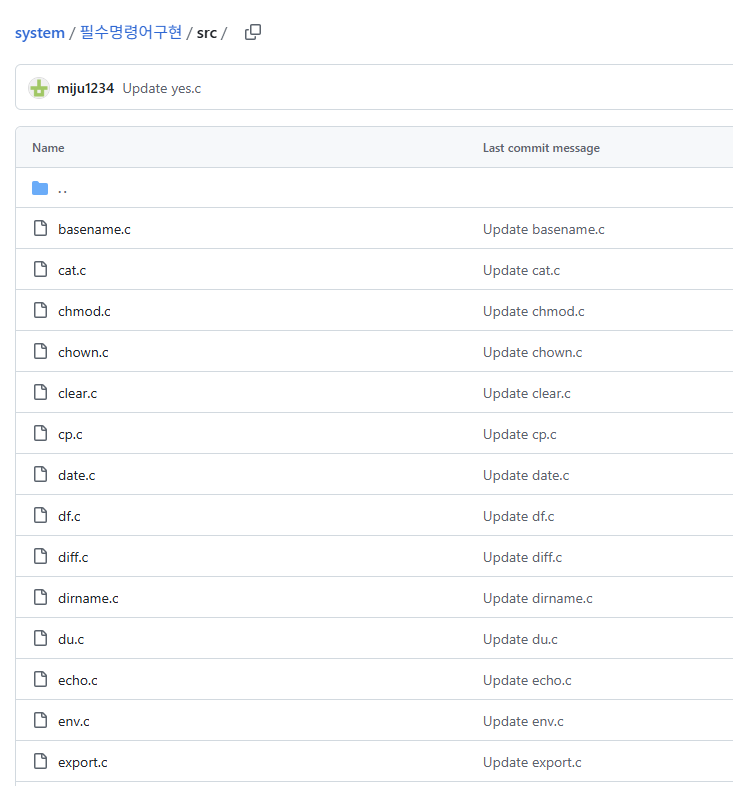 system / 필수명령어구현 / src /
miju1234 Update yes.c
Name Last commit message
..
basename.c Update basename.c
cat.c Update cat.c
chmod.c Update chmod.c
chown.c Update chown.c
clear.c Update clear.c
cp.c Update cp.c
date.c Update date.c
df.c Update df.c
diff.c Update diff.c
dirname.c Update dirname.c
du.c Update du.c
echo.c Update echo.c
env.c Update env.c
export.c Update export.c